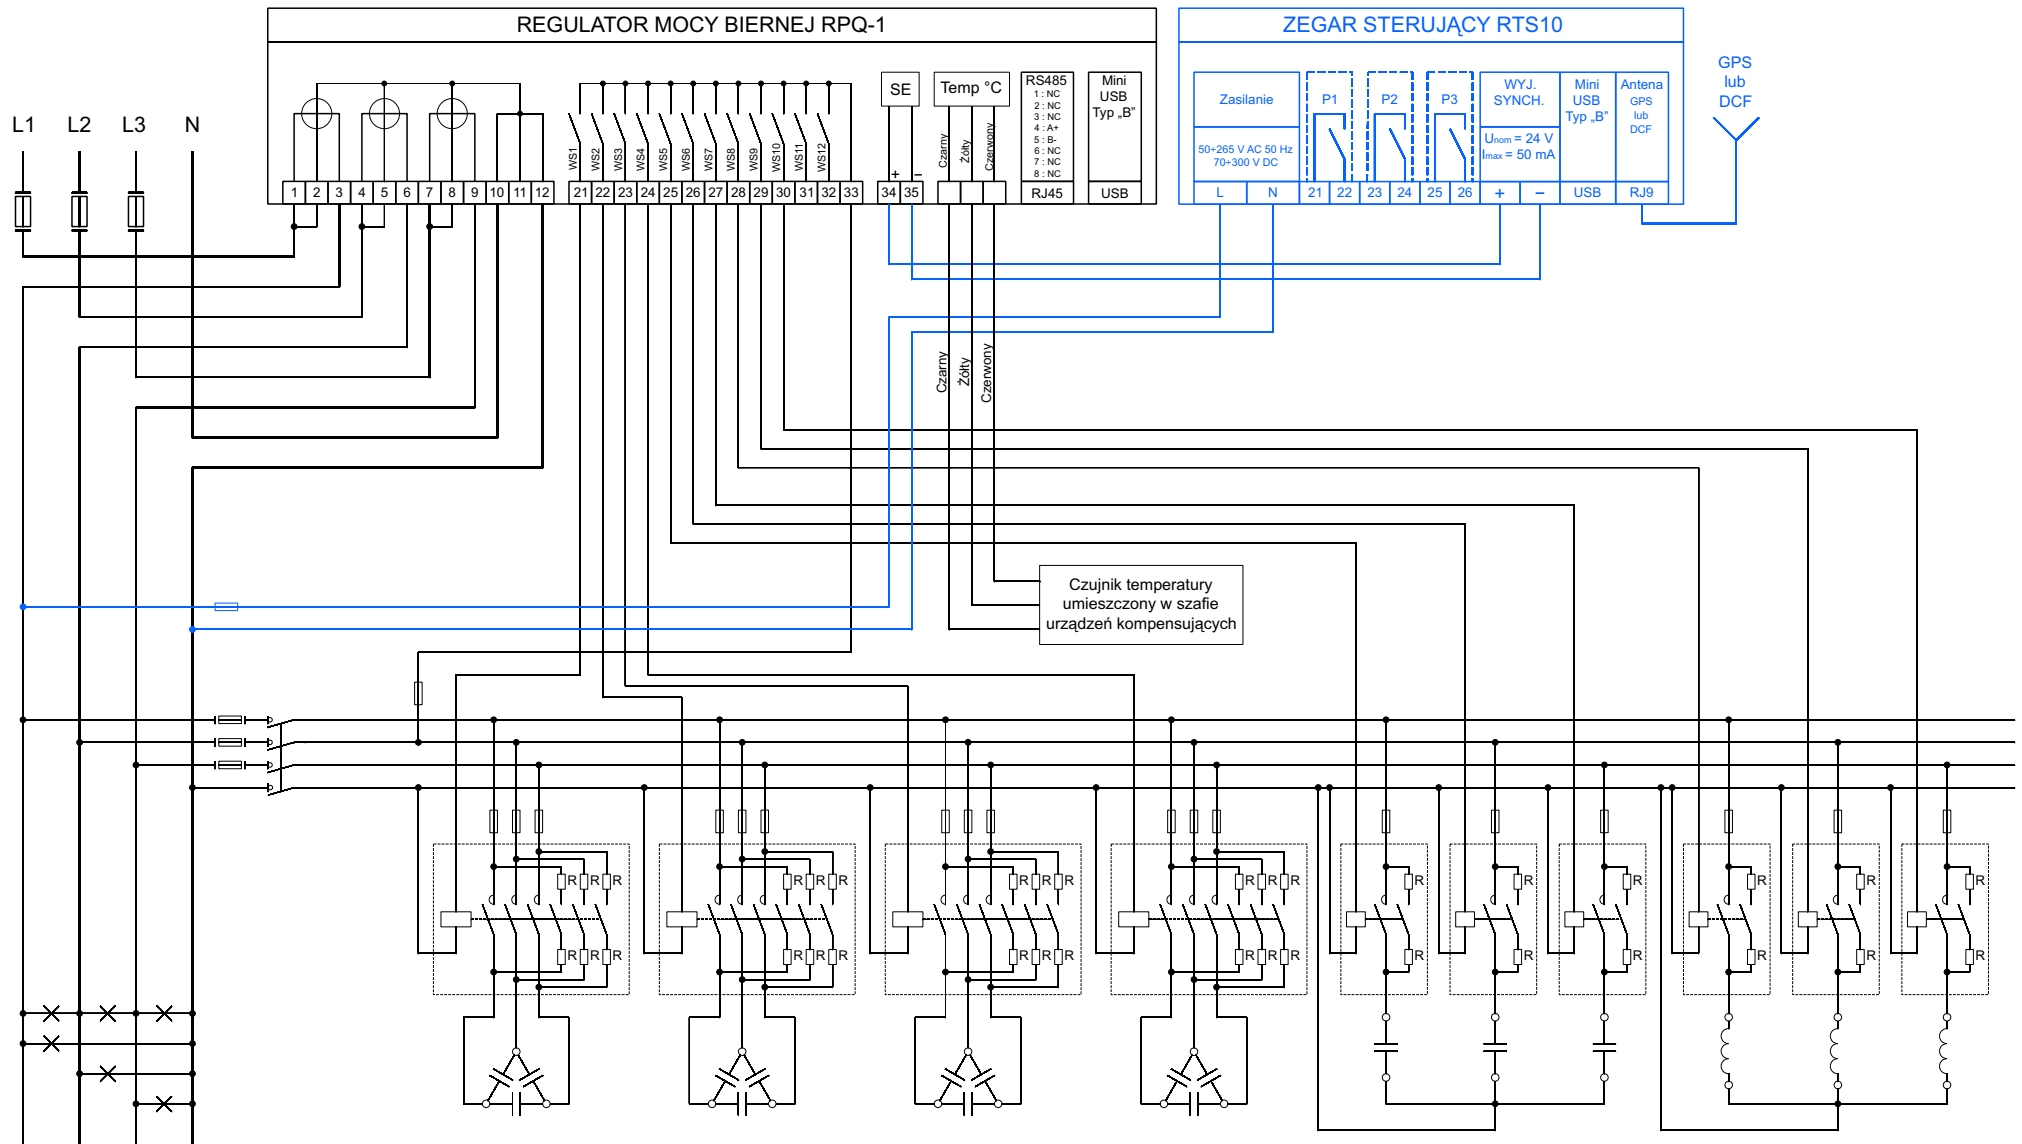 REGULATOR MOCY BIERNEJ RPQ-1
ZEGAR STERUJĄCY RTS10
GPS
lub
DCF
L1 L2 L3 N
WS1 WS2 WS3 WS4 WS5 WS6 WS7 WS8 WS9 WS10 WS11 WS12
SE
+ −
Temp °C
Czarny Żółty Czerwony
RS485
1 : NC
2 : NC
3 : NC
4 : A+
5 : B-
6 : NC
7 : NC
8 : NC
Mini
USB
Typ „B”
1 2 3 4 5 6 7 8 9 10 11 12
21 22 23 24 25 26 27 28 29 30 31 32 33
34 35
RJ45
USB
Zasilanie
50÷265 V AC 50 Hz
70÷300 V DC
P1 P2 P3
WYJ.
SYNCH.
Unom = 24 V
Imax = 50 mA
Mini
USB
Typ „B”
Antena
GPS
lub
DCF
L N 21 22 23 24 25 26 + − USB RJ9
Czarny Żółty Czerwony
Czujnik temperatury
umieszczony w szafie
urządzeń kompensujących
R R R R R R R R R R R R R R R R R R
R R R R R R R R R R R R R R R R R R